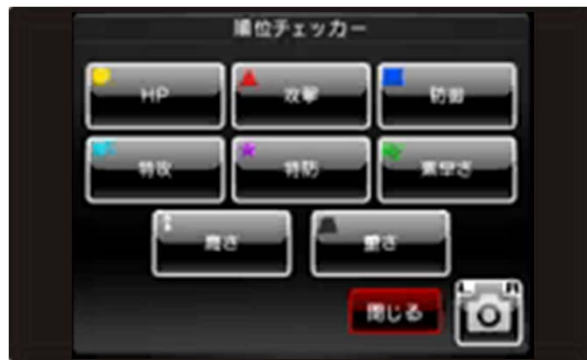 順位チェッカー
HP 攻撃 防御
特攻 特防 素早さ
高さ 重さ
閉じる
L R